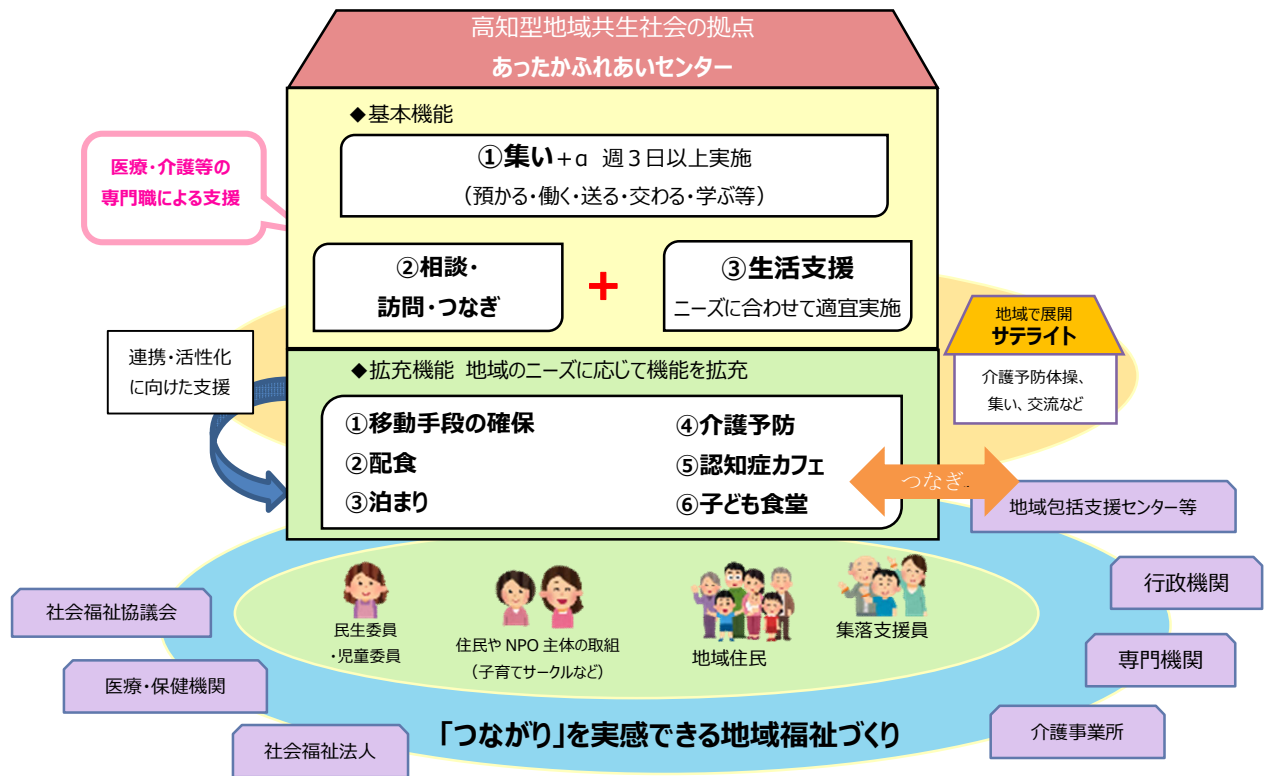 高知型地域共生社会の拠点
あったかふれあいセンター
◆基本機能
①集い+α 週3日以上実施
(預かる・働く・送る・交わる・学ぶ等)
医療・介護等の
専門職による支援
②相談・
訪問・つなぎ
+
③生活支援
ニーズに合わせて適宜実施
地域で展開
サテライト
介護予防体操、
集い、交流など
連携・活性化
に向けた支援
◆拡充機能 地域のニーズに応じて機能を拡充
①移動手段の確保
②配食
③泊まり
④介護予防
⑤認知症カフェ
⑥子ども食堂
つなぎ..
地域包括支援センター等
行政機関
専門機関
介護事業所
社会福祉協議会
医療・保健機関
社会福祉法人
民生委員
・児童委員
住民や NPO 主体の取組
(子育てサークルなど)
地域住民
集落支援員
「つながり」を実感できる地域福祉づくり